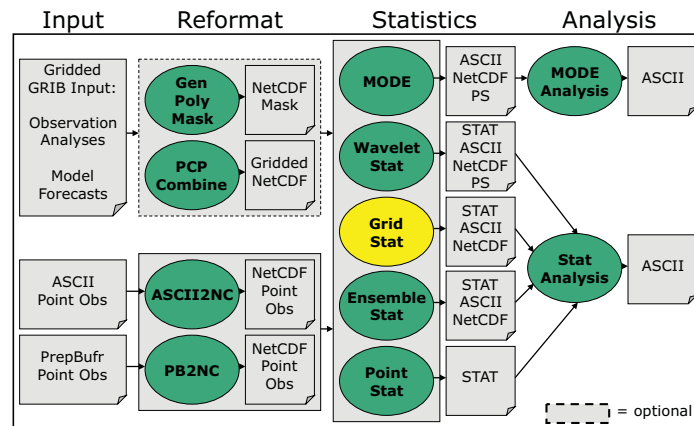 Input
Reformat
Statistics
Analysis
Gridded
GRIB Input:
Observation
Analyses
Model
Forecasts
Gen
Poly
Mask
NetCDF
Mask
PCP
Combine
Gridded
NetCDF
MODE
ASCII
NetCDF
PS
MODE
Analysis
ASCII
Wavelet
Stat
STAT
ASCII
NetCDF
PS
Grid
Stat
STAT
ASCII
NetCDF
Stat
Analysis
ASCII
ASCII
Point Obs
ASCII2NC
NetCDF
Point
Obs
Ensemble
Stat
STAT
ASCII
NetCDF
PrepBufr
Point Obs
PB2NC
NetCDF
Point
Obs
Point
Stat
STAT
= optional